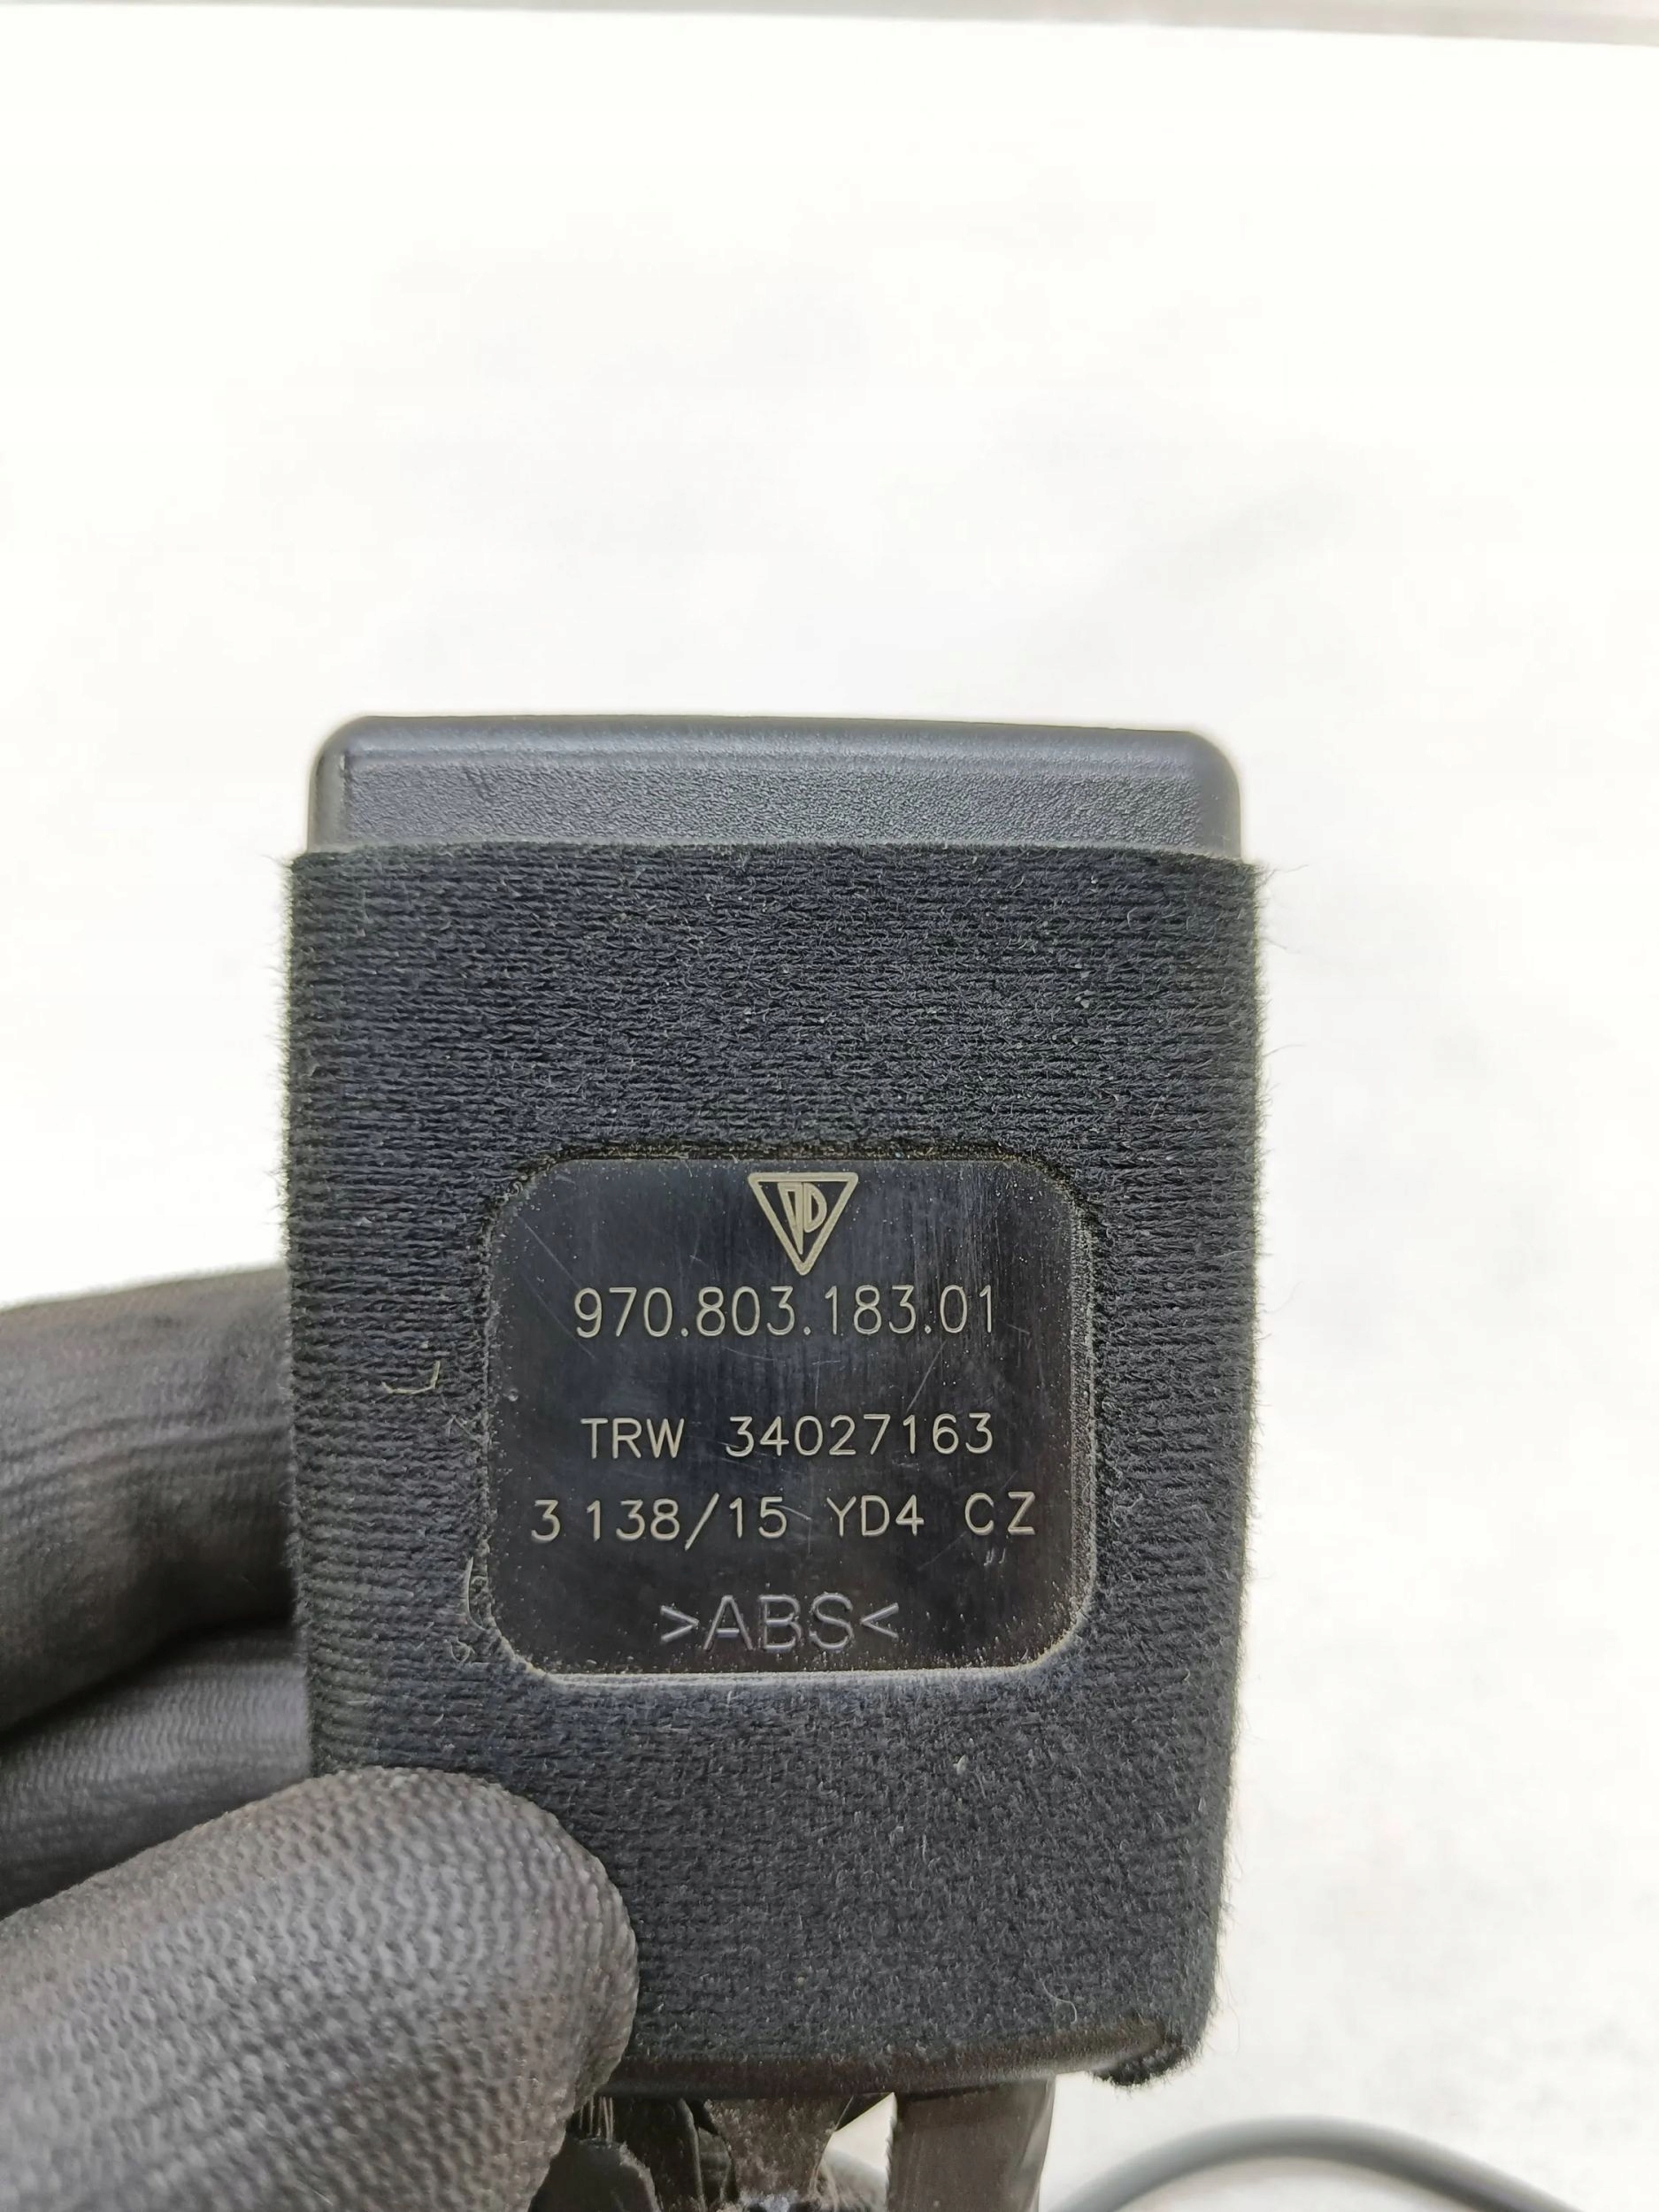 970.803.183.01
TRW 34027163
3 138/15 YD4 CZ
>ABS<